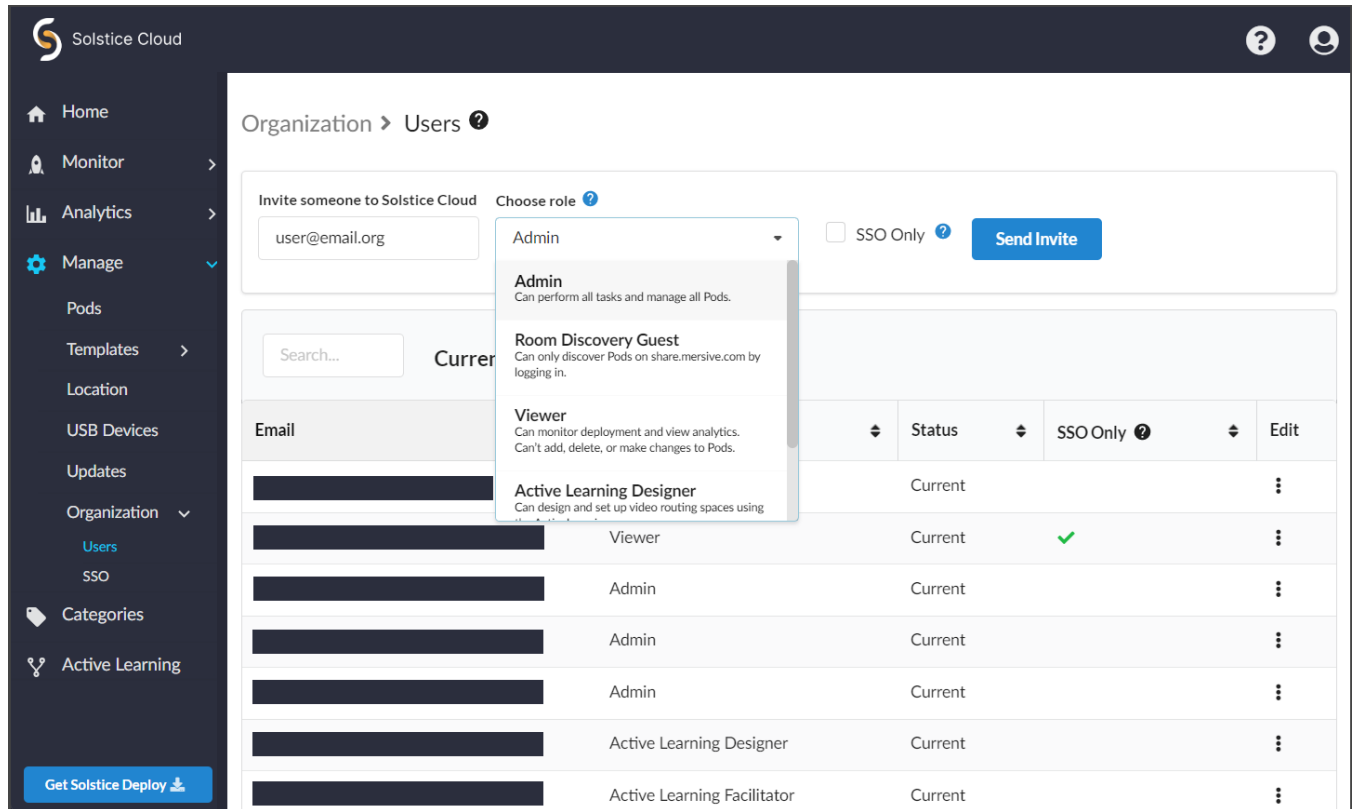 Solstice Cloud
Home
Monitor
Analytics
Manage
Pods
Templates
Location
USB Devices
Updates
Organization
Users
SSO
Categories
Active Learning
Get Solstice Deploy
Organization > Users
Invite someone to Solstice Cloud
user@email.org
Choose role
Admin
SSO Only
Send Invite
Admin
Can perform all tasks and manage all Pods.
Room Discovery Guest
Can only discover Pods on share.mersive.com by
logging in.
Viewer
Can monitor deployment and view analytics.
Can't add, delete, or make changes to Pods.
Active Learning Designer
Can design and set up video routing spaces using
Search...
Email Status SSO Only Edit
Current
Viewer Current
Admin Current
Admin Current
Admin Current
Active Learning Designer Current
Active Learning Facilitator Current